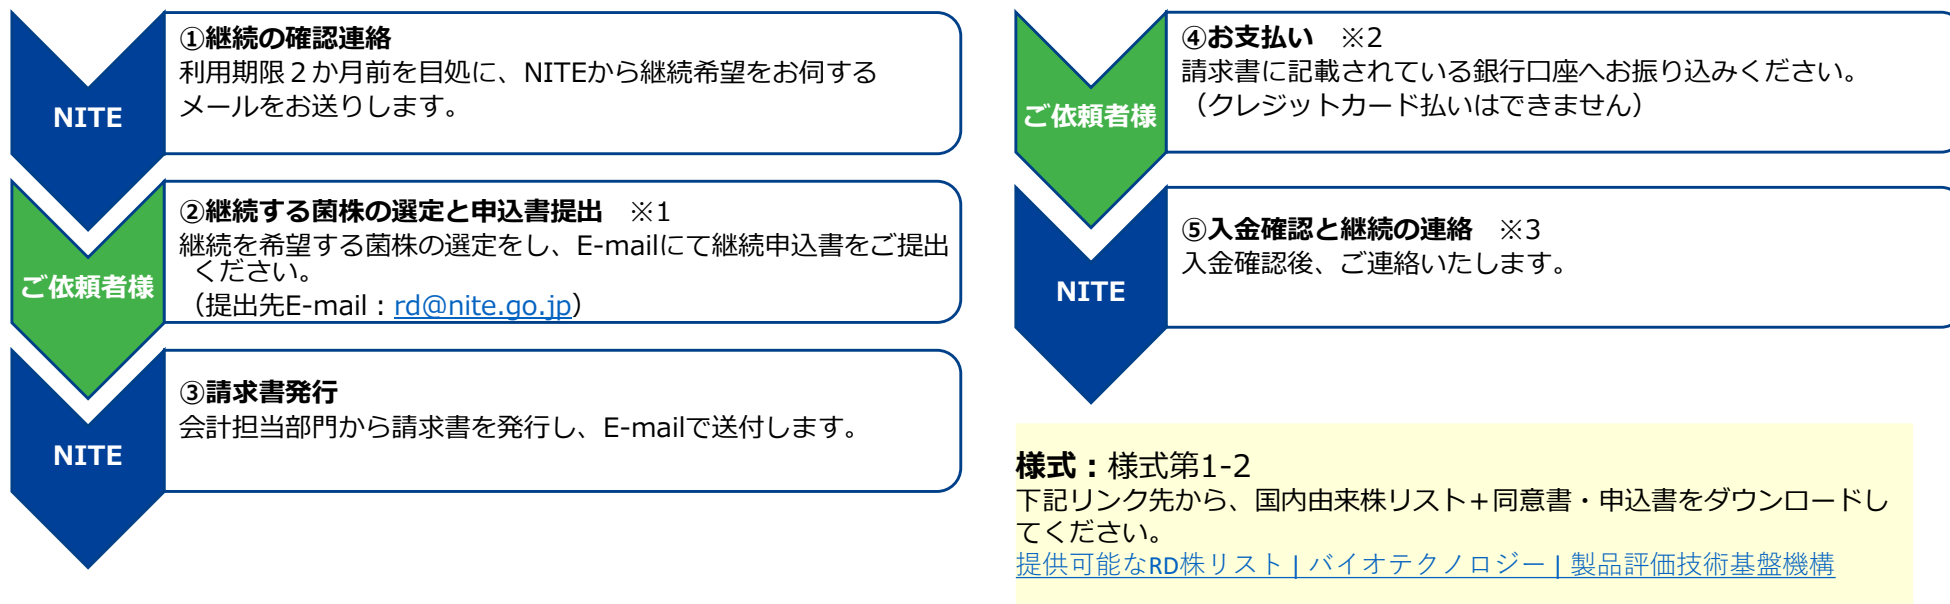 NITE
①継続の確認連絡
利用期限２か月前を目処に、NITEから継続希望をお伺する
メールをお送りします。
ご依頼者様
②継続する菌株の選定と申込書提出　※1
継続を希望する菌株の選定をし、E-mailにて継続申込書をご提出
ください。
（提出先E-mail：rd@nite.go.jp）
NITE
③請求書発行
会計担当部門から請求書を発行し、E-mailで送付します。
ご依頼者様
④お支払い　※2
請求書に記載されている銀行口座へお振り込みください。
（クレジットカード払いはできません）
NITE
⑤入金確認と継続の連絡　※3
入金確認後、ご連絡いたします。
様式：様式第1-2
下記リンク先から、国内由来株リスト＋同意書・申込書をダウンロードし
てください。
提供可能なRD株リスト | バイオテクノロジー | 製品評価技術基盤機構